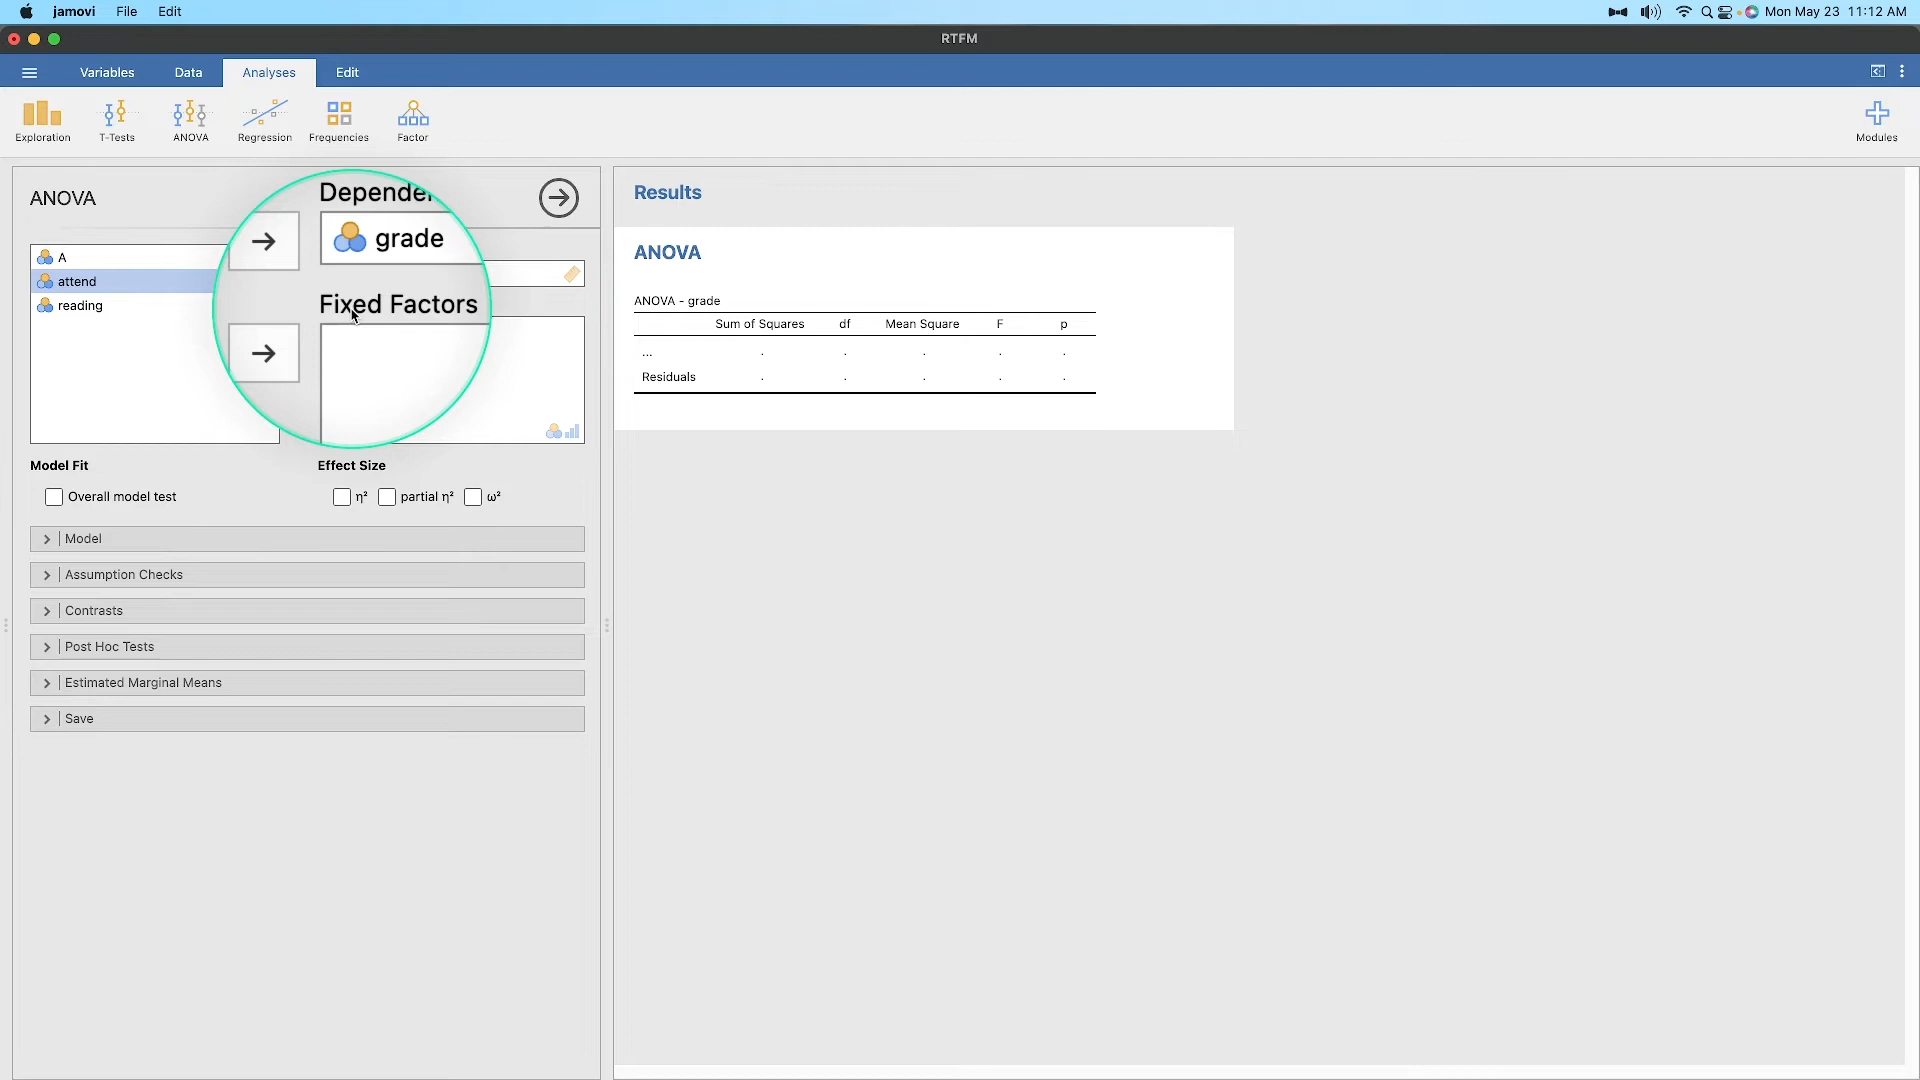 jamovi File Edit Mon May 23 11:12 AM
RTFM
Variables Data Analyses Edit
Exploration T-Tests ANOVA Regression Frequencies Factor Modules
ANOVA
A
attend
reading
Depende
grade
Fixed Factors
Model Fit
Overall model test
Effect Size
η² partial η² ω²
Model
Assumption Checks
Contrasts
Post Hoc Tests
Estimated Marginal Means
Save
Results
ANOVA
ANOVA - grade
Sum of Squares df Mean Square F p
... . . . . .
Residuals . . . . .